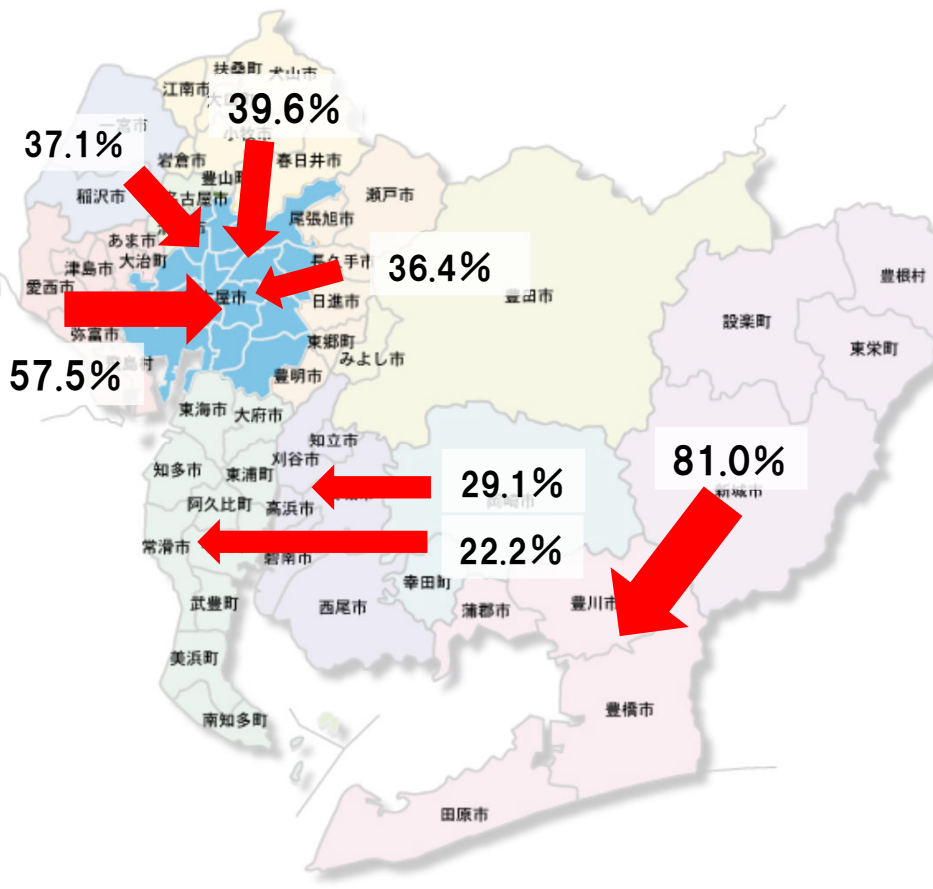 扶桑町
犬山市
江南市
39.6%
一宮市
小牧市
37.1%
岩倉市
春日井市
豊山町
稲沢市
名古屋市
瀬戸市
尾張旭市
あま市
長久手市
津島市
大治町
36.4%
豊根村
愛西市
屋市
日進市
豊田市
設楽町
弥富市
東郷町
東栄町
みよし市
57.5%
島村
豊明市
東海市
大府市
知立市
刈谷市
81.0%
知多市
東浦町
29.1%
新城市
阿久比町
高浜市
常滑市
22.2%
碧南市
幸田町
武豊町
西尾市
蒲郡市
豊川市
美浜町
南知多町
豊橋市
田原市